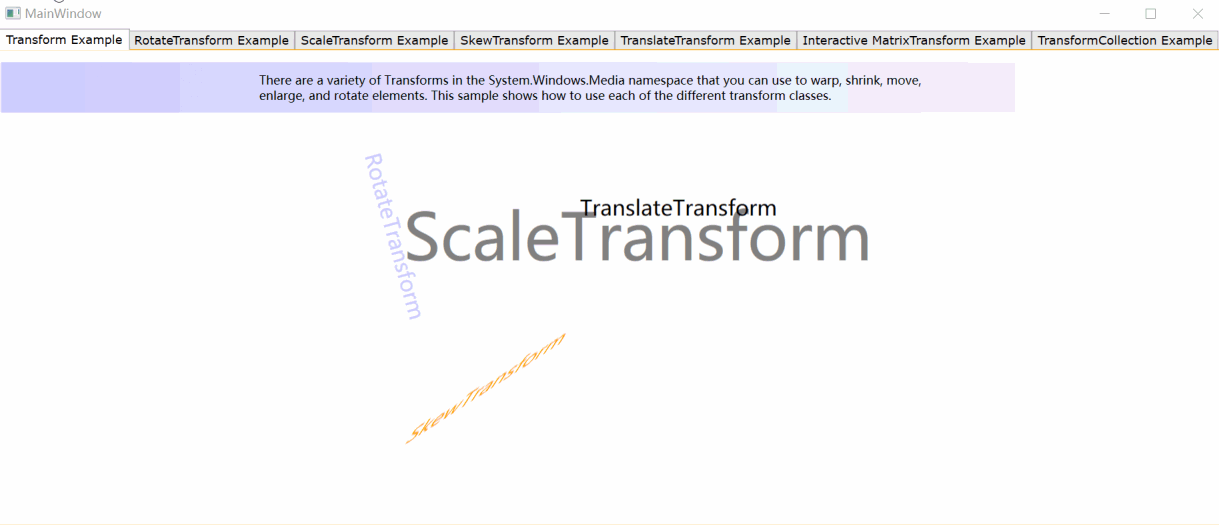 MainWindow
Transform Example
RotateTransform Example
ScaleTransform Example
SkewTransform Example
TranslateTransform Example
Interactive MatrixTransform Example
TransformCollection Example
There are a variety of Transforms in the System.Windows.Media namespace that you can use to warp, shrink, move,
enlarge, and rotate elements. This sample shows how to use each of the different transform classes.
RotateTransform
TranslateTransform
ScaleTransform
SkewTransform